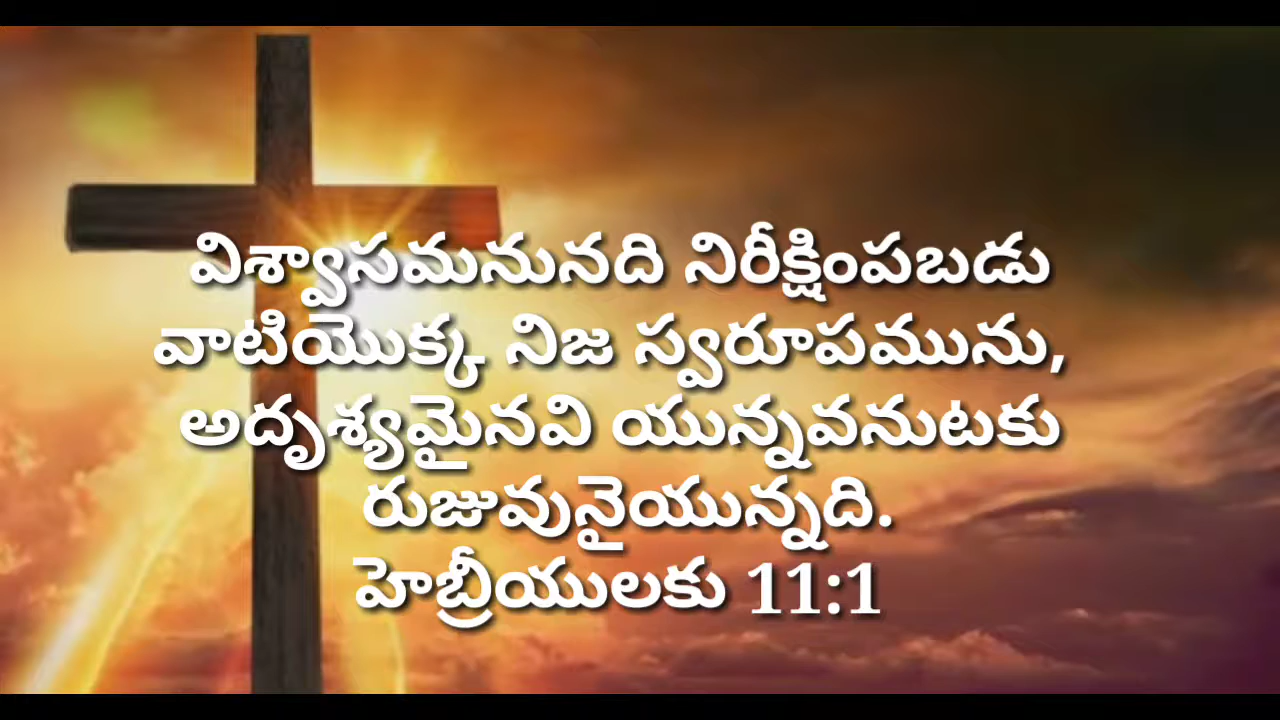 విశ్వాసమనునది నిరీక్షింపబడు
వాటియొక్క నిజ స్వరూపమును,
అదృశ్యమైనవి యున్నవనుటకు
రుజువునైయున్నది.
హెబ్రీయులకు 11:1